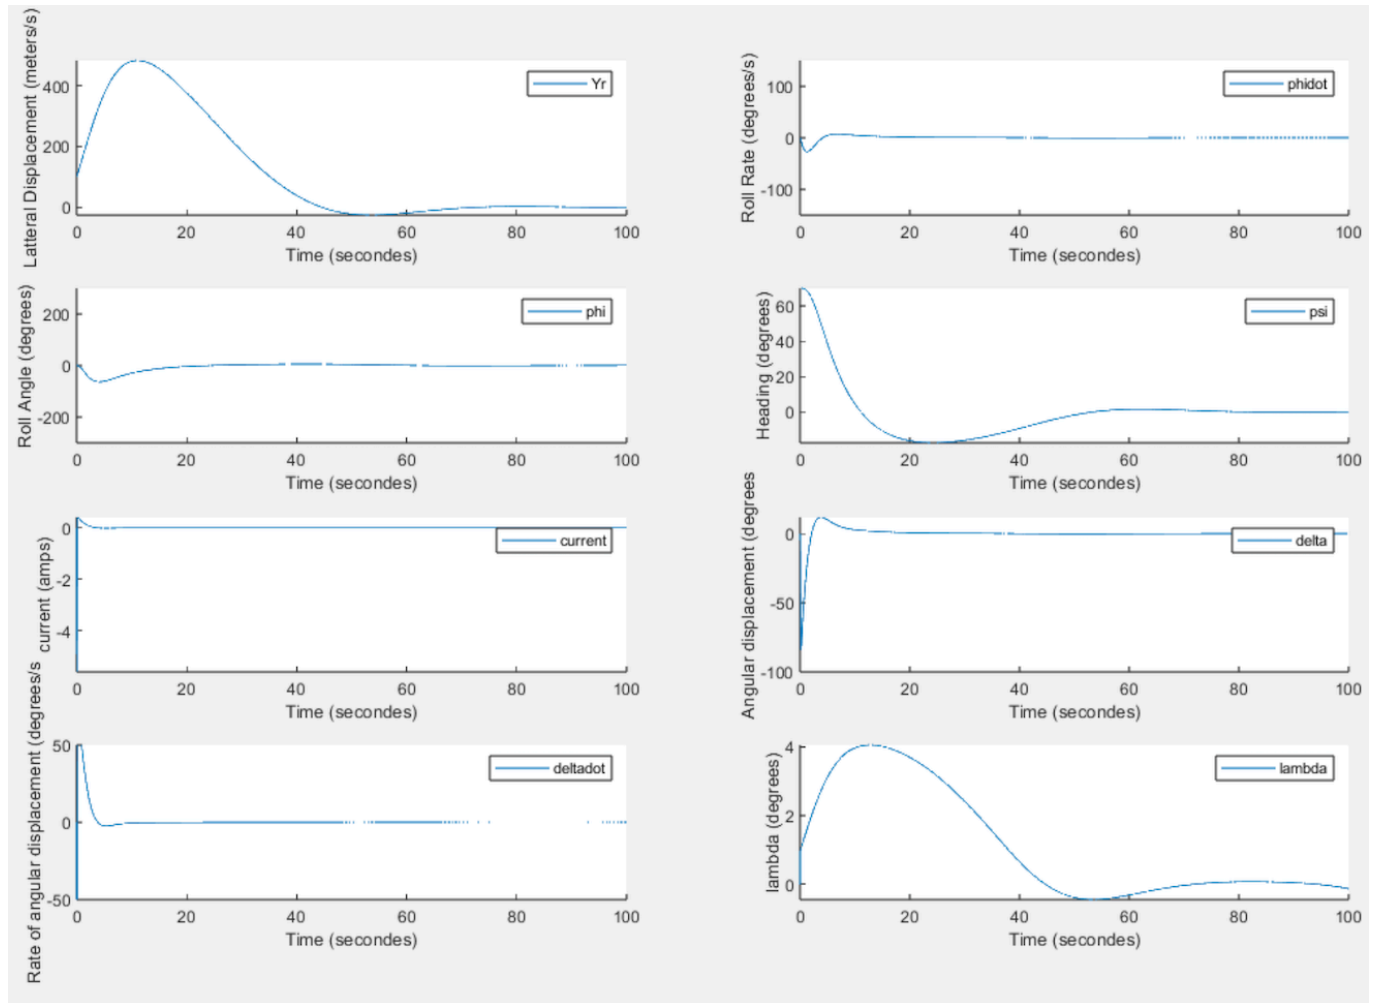 Latteral Displacement (meters/s)
400
200
0
Yr
0 20 40 60 80 100
Time (secondes)
Roll Rate (degrees/s)
100
0
-100
phidot
0 20 40 60 80 100
Time (secondes)
Roll Angle (degrees)
200
0
-200
phi
0 20 40 60 80 100
Time (secondes)
Heading (degrees)
60
40
20
0
psi
0 20 40 60 80 100
Time (secondes)
current (amps)
0
-2
-4
current
0 20 40 60 80 100
Time (secondes)
Angular displacement (degrees
0
-50
-100
delta
0 20 40 60 80 100
Time (secondes)
Rate of angular displacement (degrees/s
50
0
-50
deltadot
0 20 40 60 80 100
Time (secondes)
lambda (degrees)
4
2
0
lambda
0 20 40 60 80 100
Time (secondes)